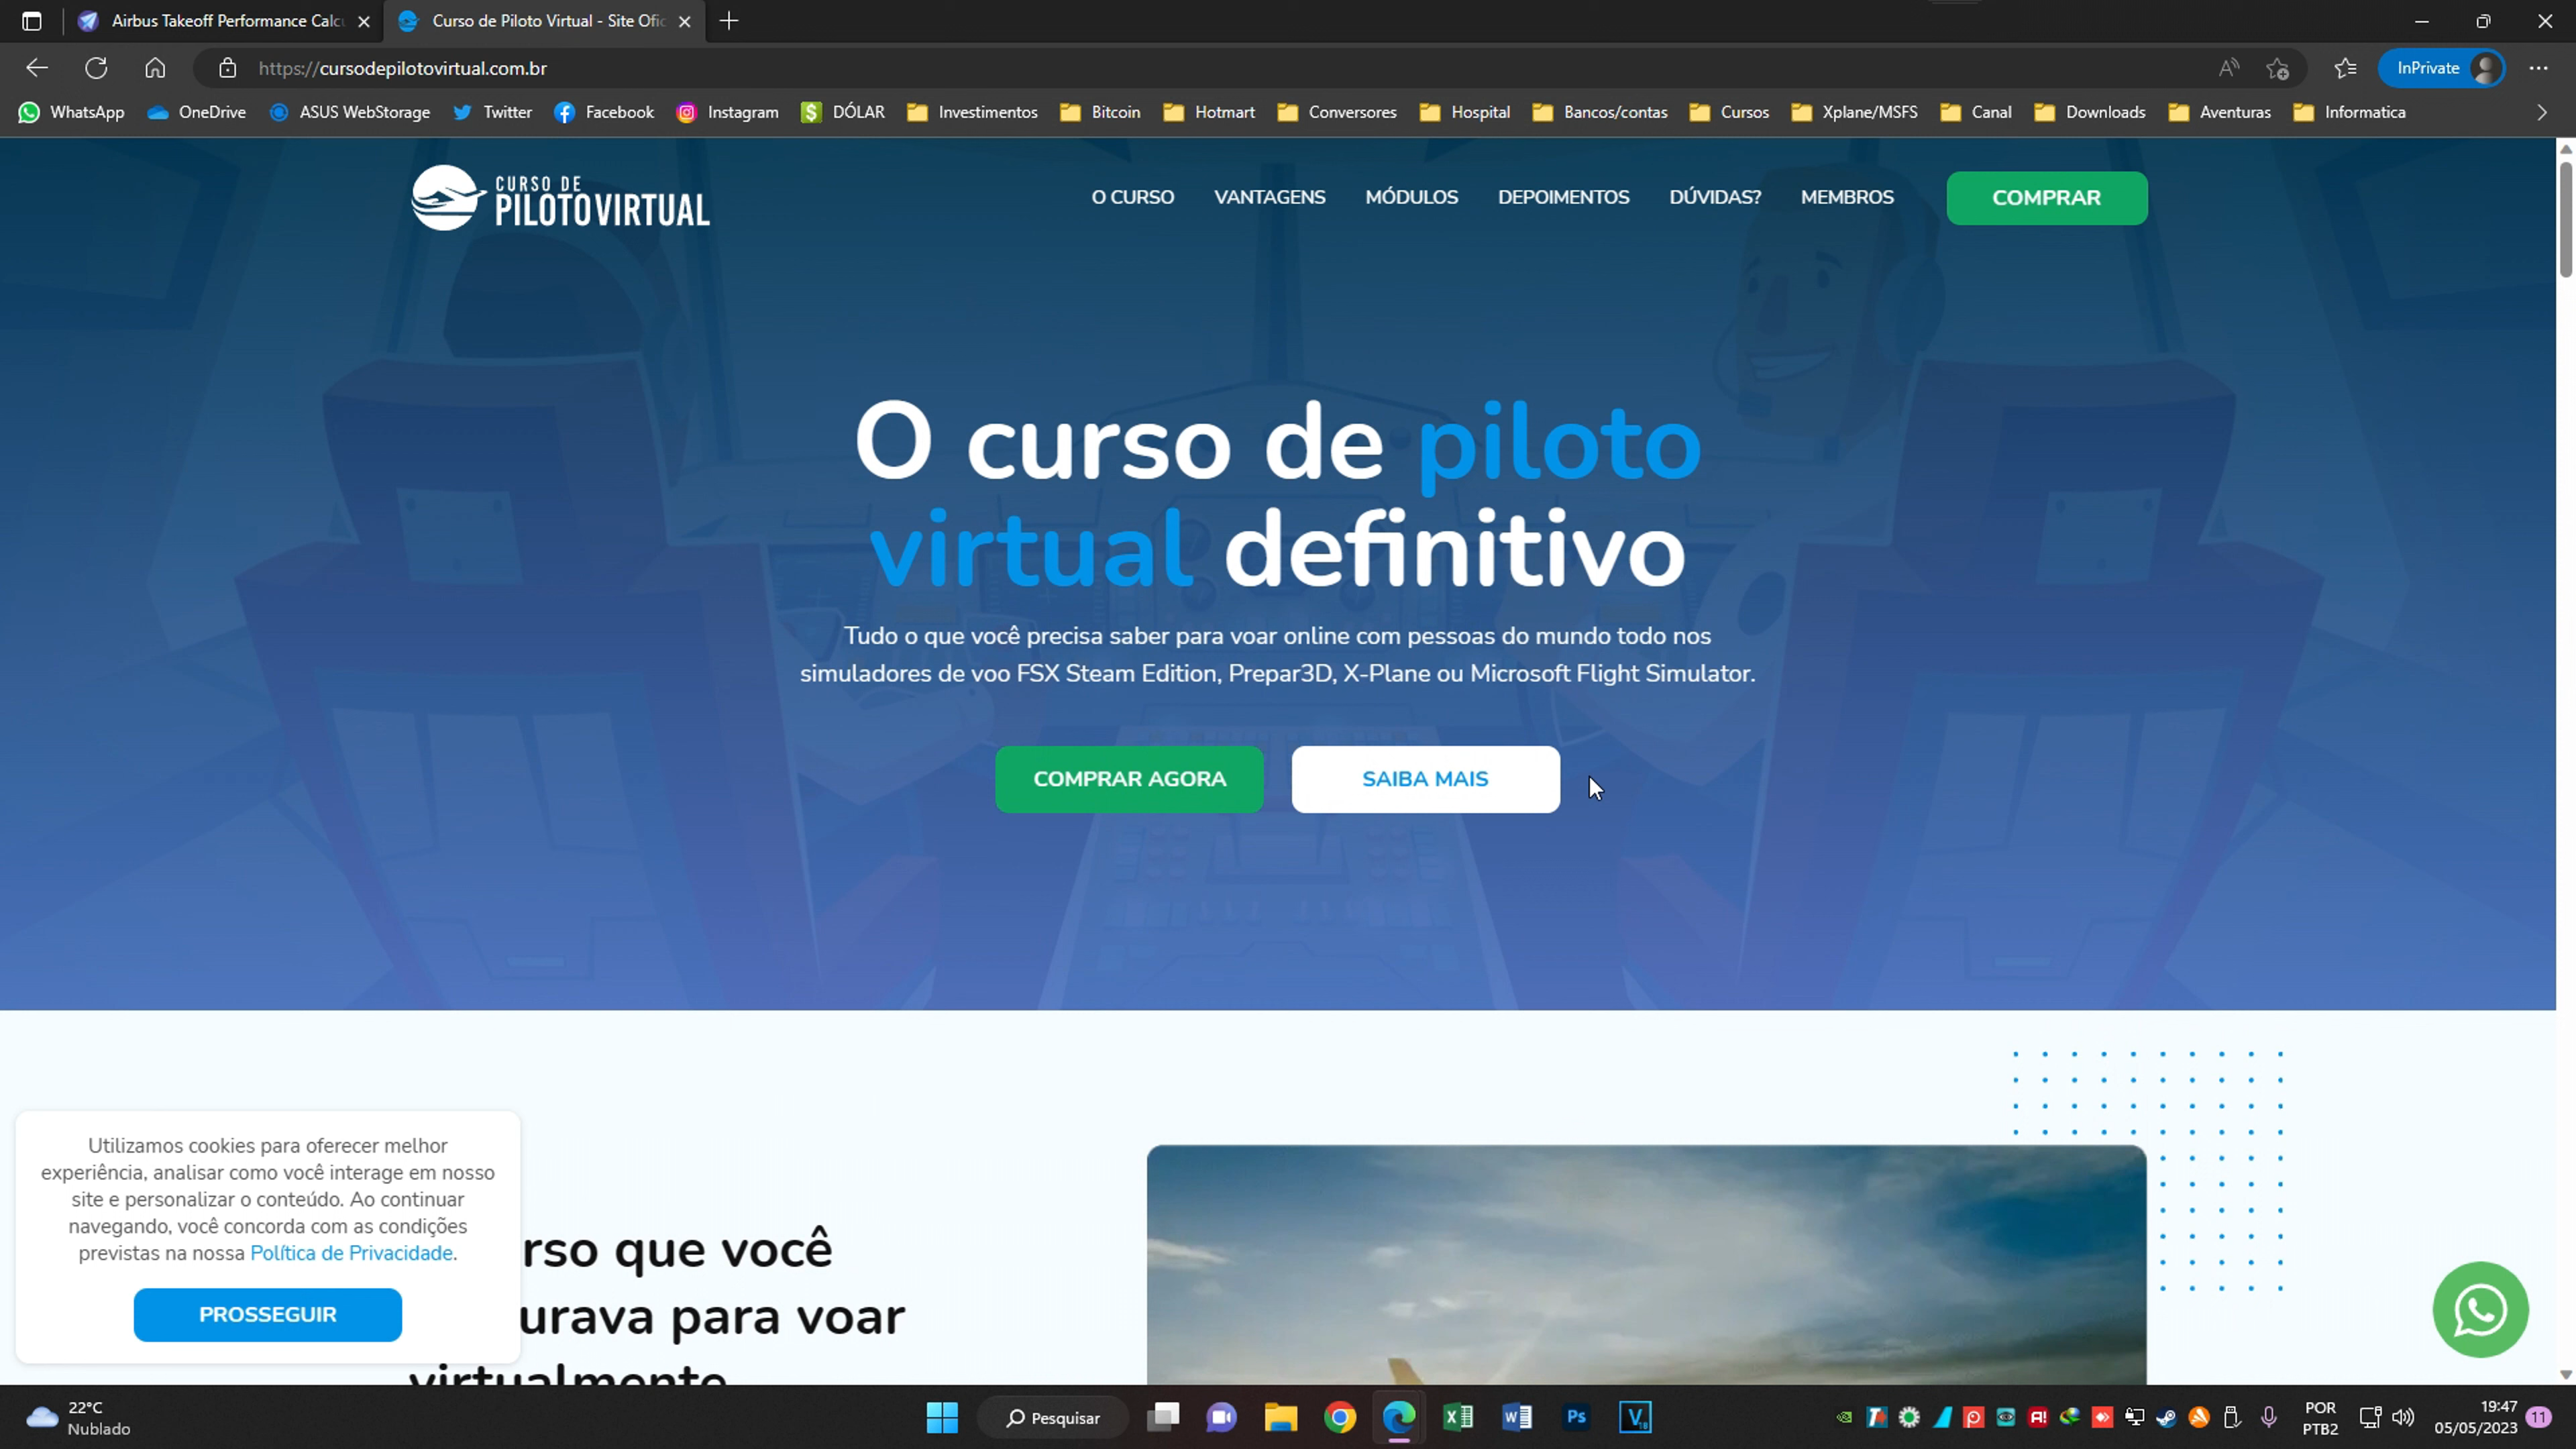 Airbus Takeoff Performance Calc
Curso de Piloto Virtual - Site Ofic
https://cursodepilotovirtual.com.br
InPrivate
WhatsApp
OneDrive
ASUS WebStorage
Twitter
Facebook
Instagram
DÓLAR
Investimentos
Bitcoin
Hotmart
Conversores
Hospital
Bancos/contas
Cursos
Xplane/MSFS
Canal
Downloads
Aventuras
Informatica
CURSO DE
PILOTO VIRTUAL
O CURSO
VANTAGENS
MÓDULOS
DEPOIMENTOS
DÚVIDAS?
MEMBROS
COMPRAR
O curso de piloto
virtual definitivo
Tudo o que você precisa saber para voar online com pessoas do mundo todo nos
simuladores de voo FSX Steam Edition, Prepar3D, X-Plane ou Microsoft Flight Simulator.
COMPRAR AGORA
SAIBA MAIS
Utilizamos cookies para oferecer melhor
experiência, analisar como você interage em nosso
site e personalizar o conteúdo. Ao continuar
navegando, você concorda com as condições
previstas na nossa Política de Privacidade.
PROSSEGUIR
rso que você
urava para voar
virtualmente
22°C
Nublado
Pesquisar
POR
PTB2
19:47
05/05/2023
11